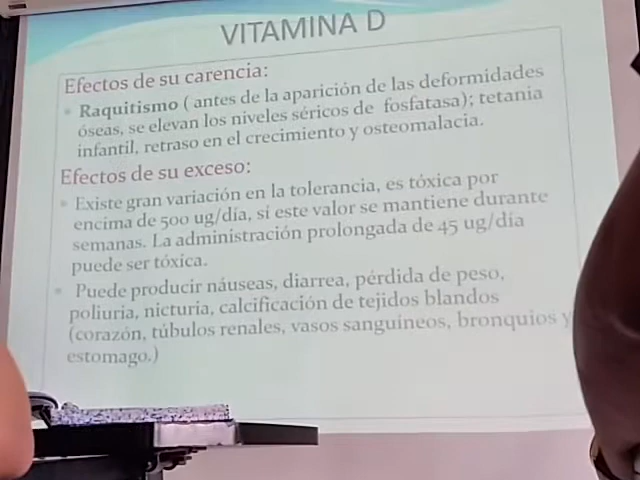 VITAMINA D
Efectos de su carencia:
Raquitismo ( antes de la aparición de las deformidades
óseas, se elevan los niveles séricos de fosfatasa); tetania
infantil, retraso en el crecimiento y osteomalacia.
Efectos de su exceso:
Existe gran variación en la tolerancia, es tóxica por
encima de 500 ug/día, si este valor se mantiene durante
semanas. La administración prolongada de 45 ug/día
puede ser tóxica.
Puede producir náuseas, diarrea, pérdida de peso,
poliuria, nicturia, calcificación de tejidos blandos
(corazón, túbulos renales, vasos sanguíneos, bronquios y
estomago.)